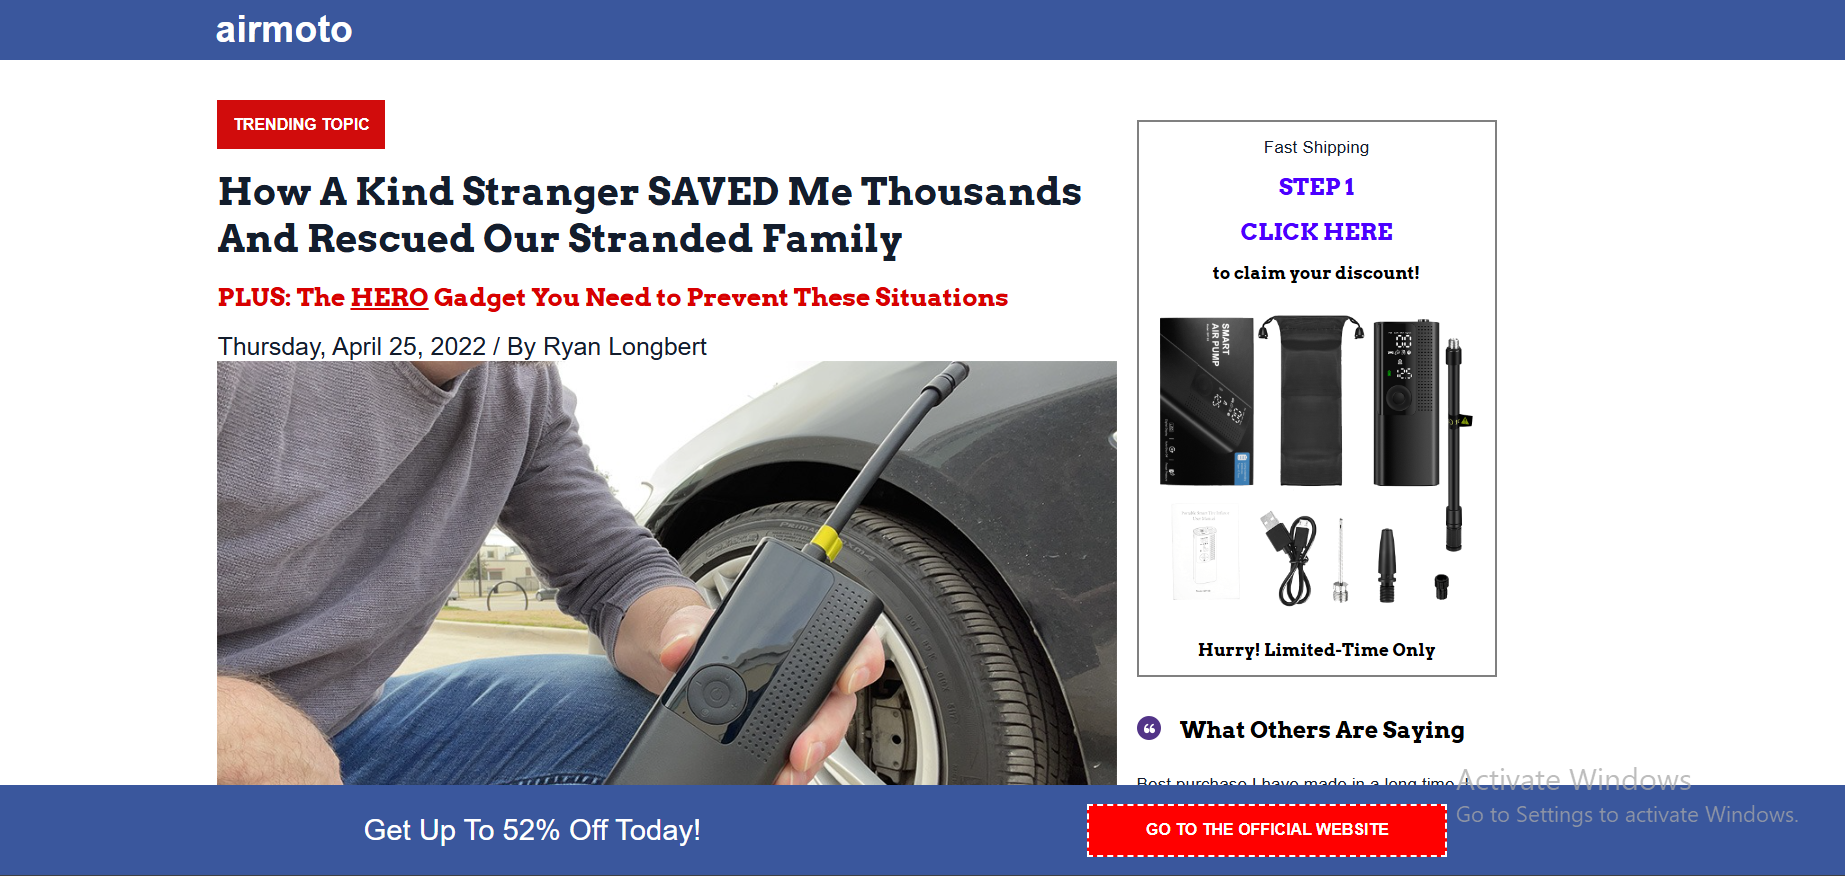 airmoto
TRENDING TOPIC
How A Kind Stranger SAVED Me Thousands
And Rescued Our Stranded Family
PLUS: The HERO Gadget You Need to Prevent These Situations
Thursday, April 25, 2022 / By Ryan Longbert
Fast Shipping
STEP 1
CLICK HERE
to claim your discount!
SMART
AIR PUMP
Hurry! Limited-Time Only
What Others Are Saying
Best purchase I have made in a long time
Get Up To 52% Off Today!
GO TO THE OFFICIAL WEBSITE
Activate Windows
Go to Settings to activate Windows.